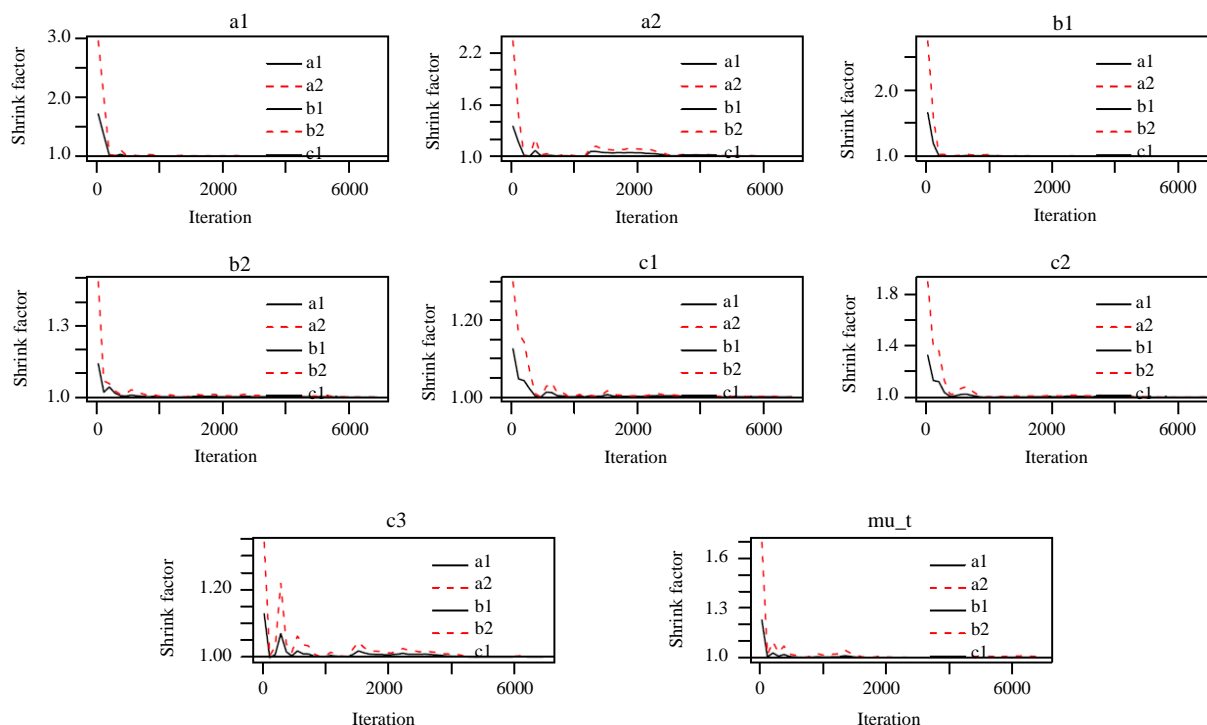 a1
Shrink factor
3.0
2.0
1.0
a1
a2
b1
b2
c1
0
2000
6000
Iteration
a2
Shrink factor
2.2
1.6
1.0
a1
a2
b1
b2
c1
0
2000
6000
Iteration
b1
Shrink factor
2.0
1.0
a1
a2
b1
b2
c1
0
2000
6000
Iteration
b2
Shrink factor
1.3
1.0
a1
a2
b1
b2
c1
0
2000
6000
Iteration
c1
Shrink factor
1.20
1.00
a1
a2
b1
b2
c1
0
2000
6000
Iteration
c2
Shrink factor
1.8
1.4
1.0
a1
a2
b1
b2
c1
0
2000
6000
Iteration
c3
Shrink factor
1.20
1.00
a1
a2
b1
b2
c1
0
2000
6000
Iteration
mu_t
Shrink factor
1.6
1.3
1.0
a1
a2
b1
b2
c1
0
2000
6000
Iteration